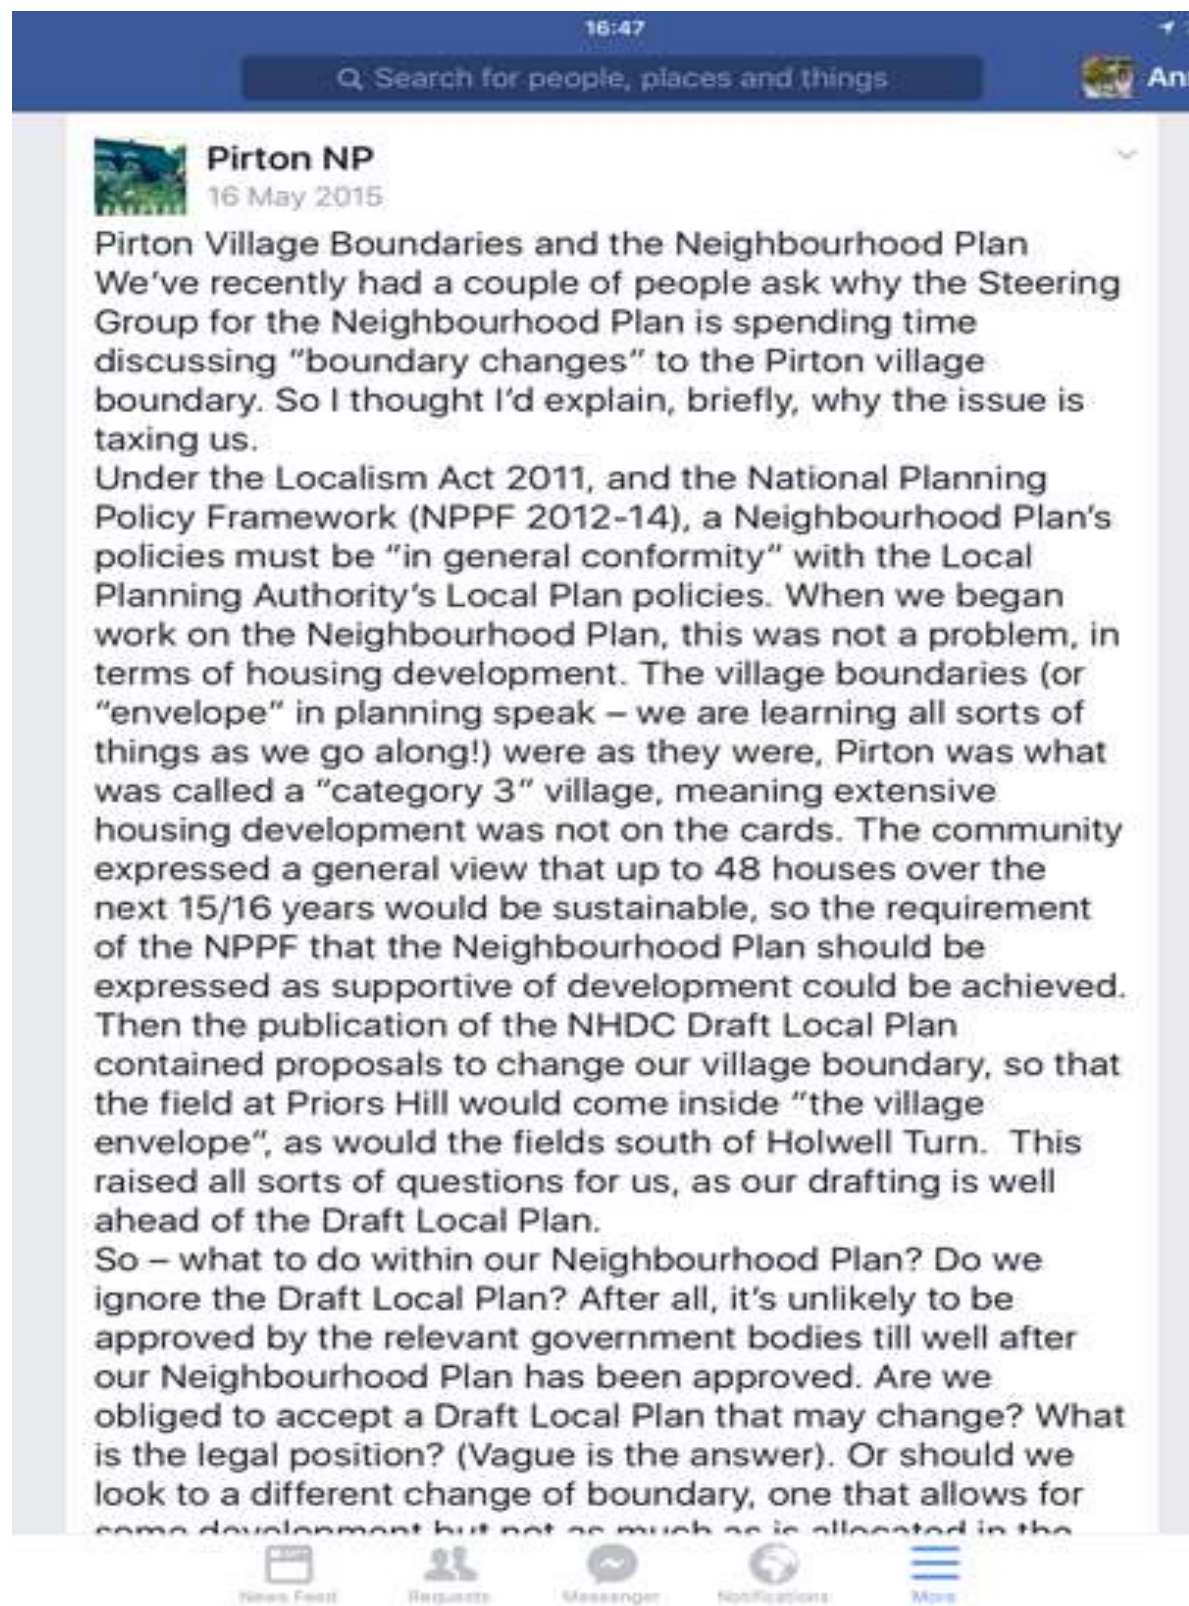 16:47
Search for people, places and things
An
Pirton NP
16 May 2015
Pirton Village Boundaries and the Neighbourhood Plan
We've recently had a couple of people ask why the Steering
Group for the Neighbourhood Plan is spending time
discussing “boundary changes” to the Pirton village
boundary. So I thought I'd explain, briefly, why the issue is
taxing us.
Under the Localism Act 2011, and the National Planning
Policy Framework (NPPF 2012-14), a Neighbourhood Plan's
policies must be “in general conformity” with the Local
Planning Authority's Local Plan policies. When we began
work on the Neighbourhood Plan, this was not a problem, in
terms of housing development. The village boundaries (or
“envelope” in planning speak – we are learning all sorts of
things as we go along!) were as they were, Pirton was what
was called a “category 3” village, meaning extensive
housing development was not on the cards. The community
expressed a general view that up to 48 houses over the
next 15/16 years would be sustainable, so the requirement
of the NPPF that the Neighbourhood Plan should be
expressed as supportive of development could be achieved.
Then the publication of the NHDC Draft Local Plan
contained proposals to change our village boundary, so that
the field at Priors Hill would come inside “the village
envelope”, as would the fields south of Holwell Turn.  This
raised all sorts of questions for us, as our drafting is well
ahead of the Draft Local Plan.
So – what to do within our Neighbourhood Plan? Do we
ignore the Draft Local Plan? After all, it's unlikely to be
approved by the relevant government bodies till well after
our Neighbourhood Plan has been approved. Are we
obliged to accept a Draft Local Plan that may change? What
is the legal position? (Vague is the answer). Or should we
look to a different change of boundary, one that allows for
some development but not as much as is allocated in the
News Feed
Requests
Messenger
Notifications
More